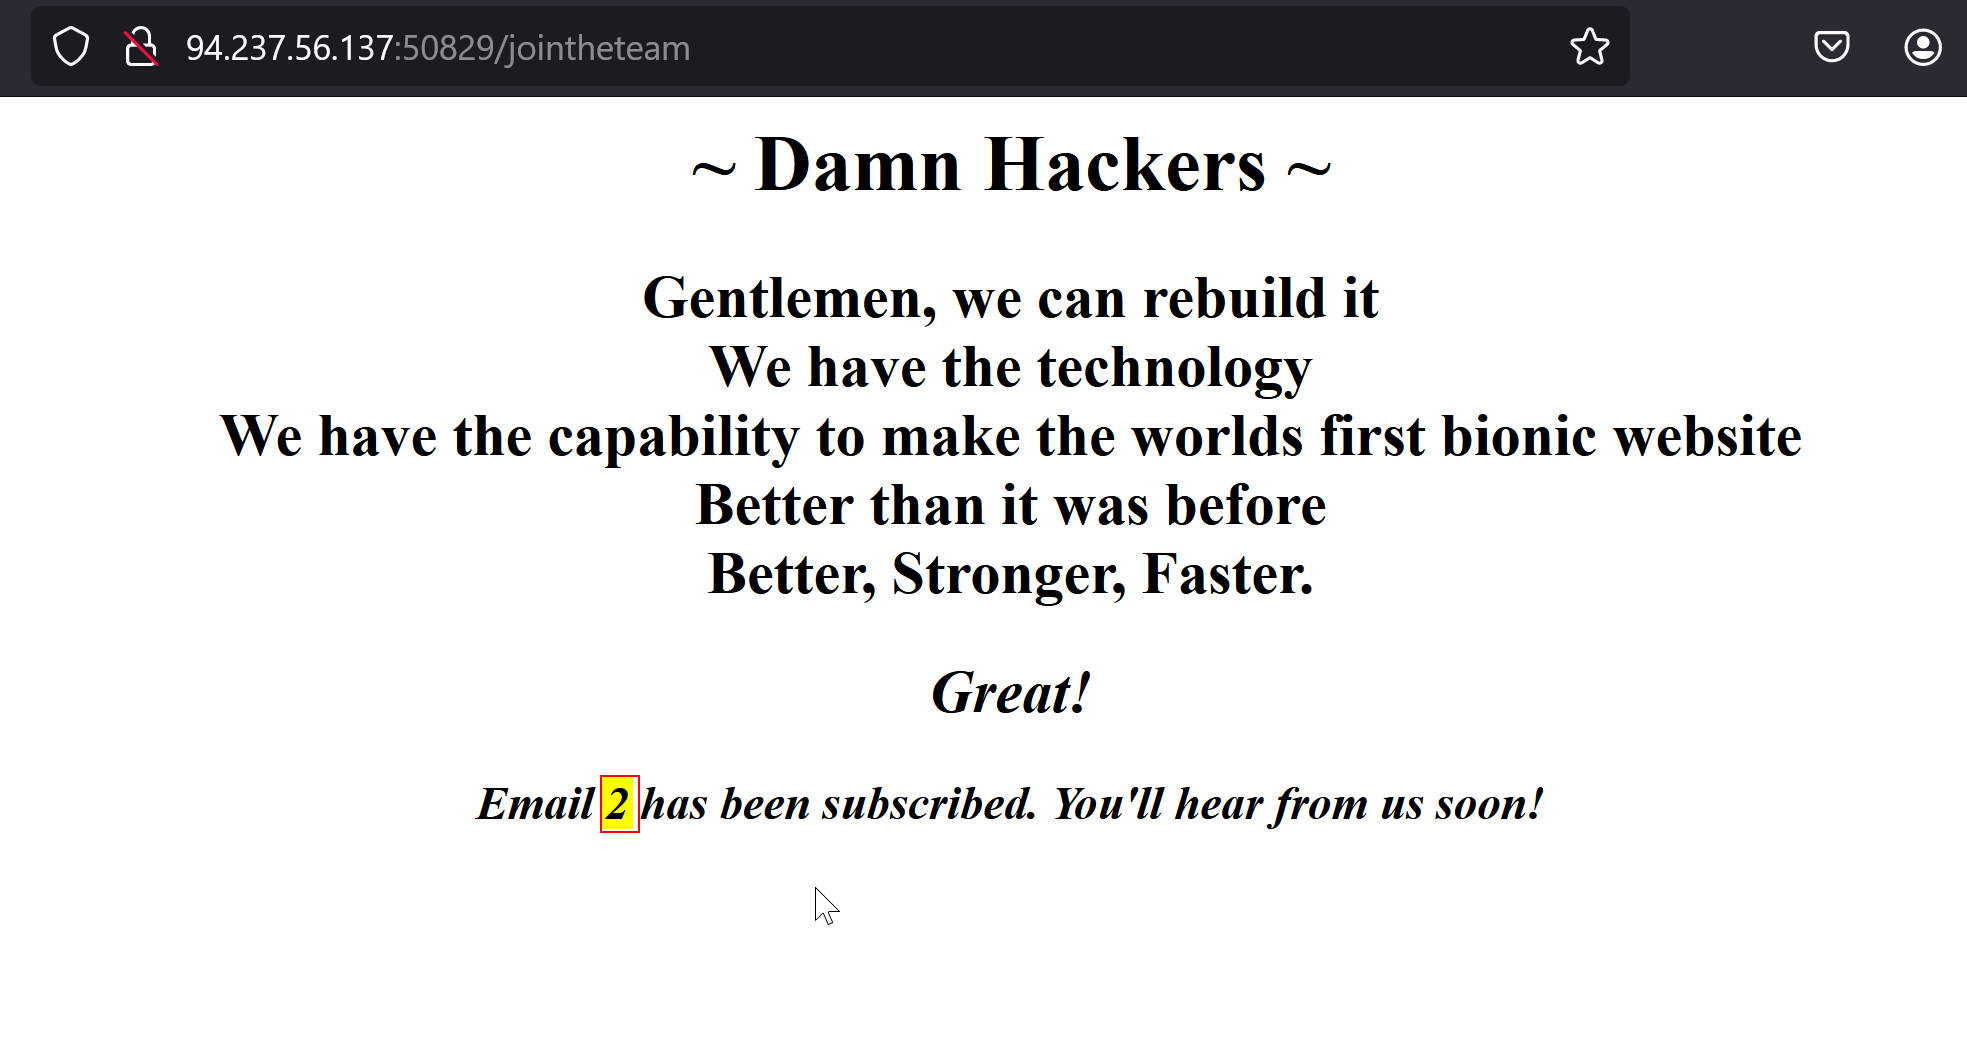 94.237.56.137:50829/jointheteam
~ Damn Hackers ~
Gentlemen, we can rebuild it
We have the technology
We have the capability to make the worlds first bionic website
Better than it was before
Better, Stronger, Faster.
Great!
Email 2 has been subscribed. You'll hear from us soon!